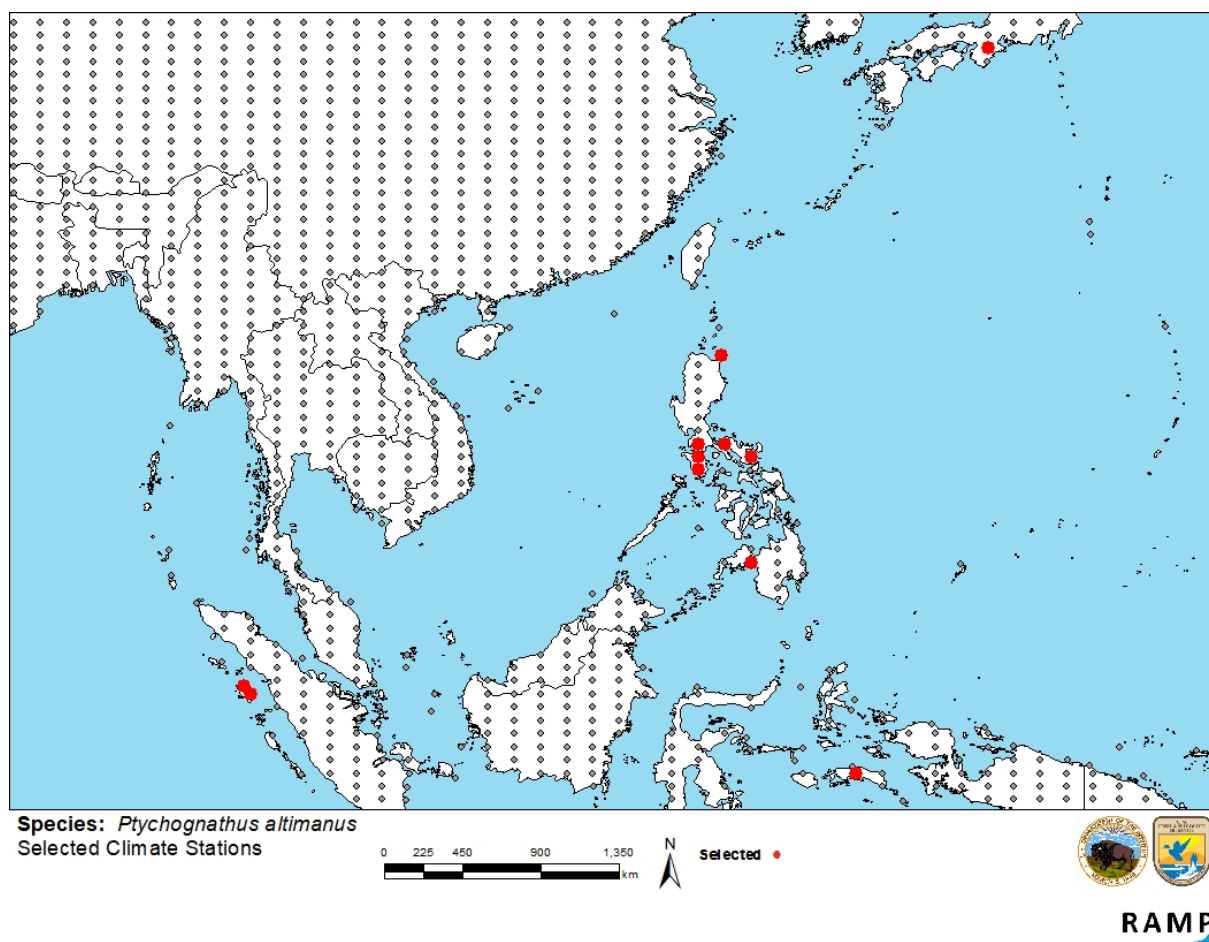 Species: Ptychognathus altimanus
Selected Climate Stations
0 225 450 900 1,350
km
N
Selected
RAMP